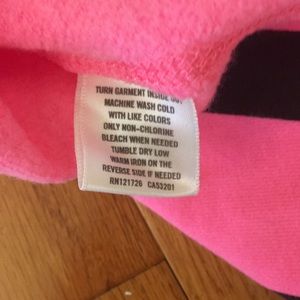 TURN GARMENT INSIDE OUT
MACHINE WASH COLD
WITH LIKE COLORS
ONLY NON-CHLORINE
BLEACH WHEN NEEDED
TUMBLE DRY LOW
WARM IRON ON THE
REVERSE SIDE IF NEEDED
RN121726 CA53201